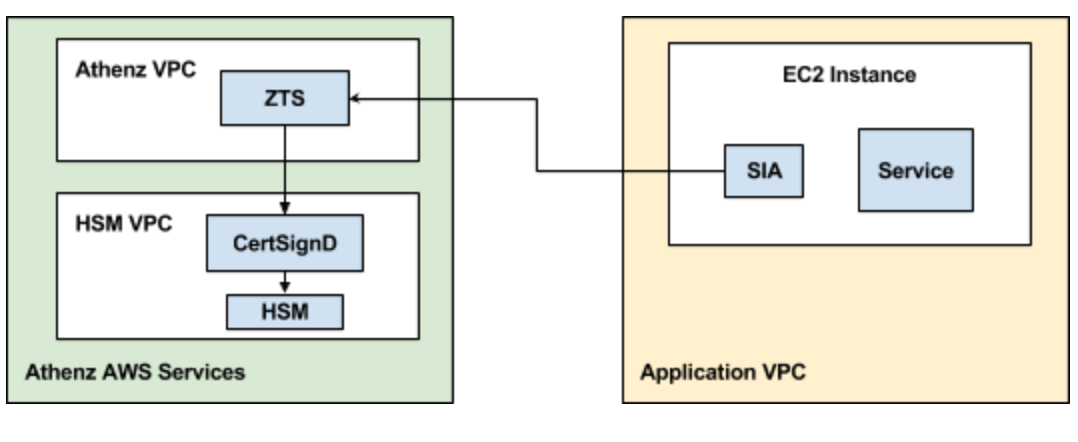 Athenz VPC
ZTS
HSM VPC
CertSignD
HSM
Athenz AWS Services
EC2 Instance
SIA
Service
Application VPC